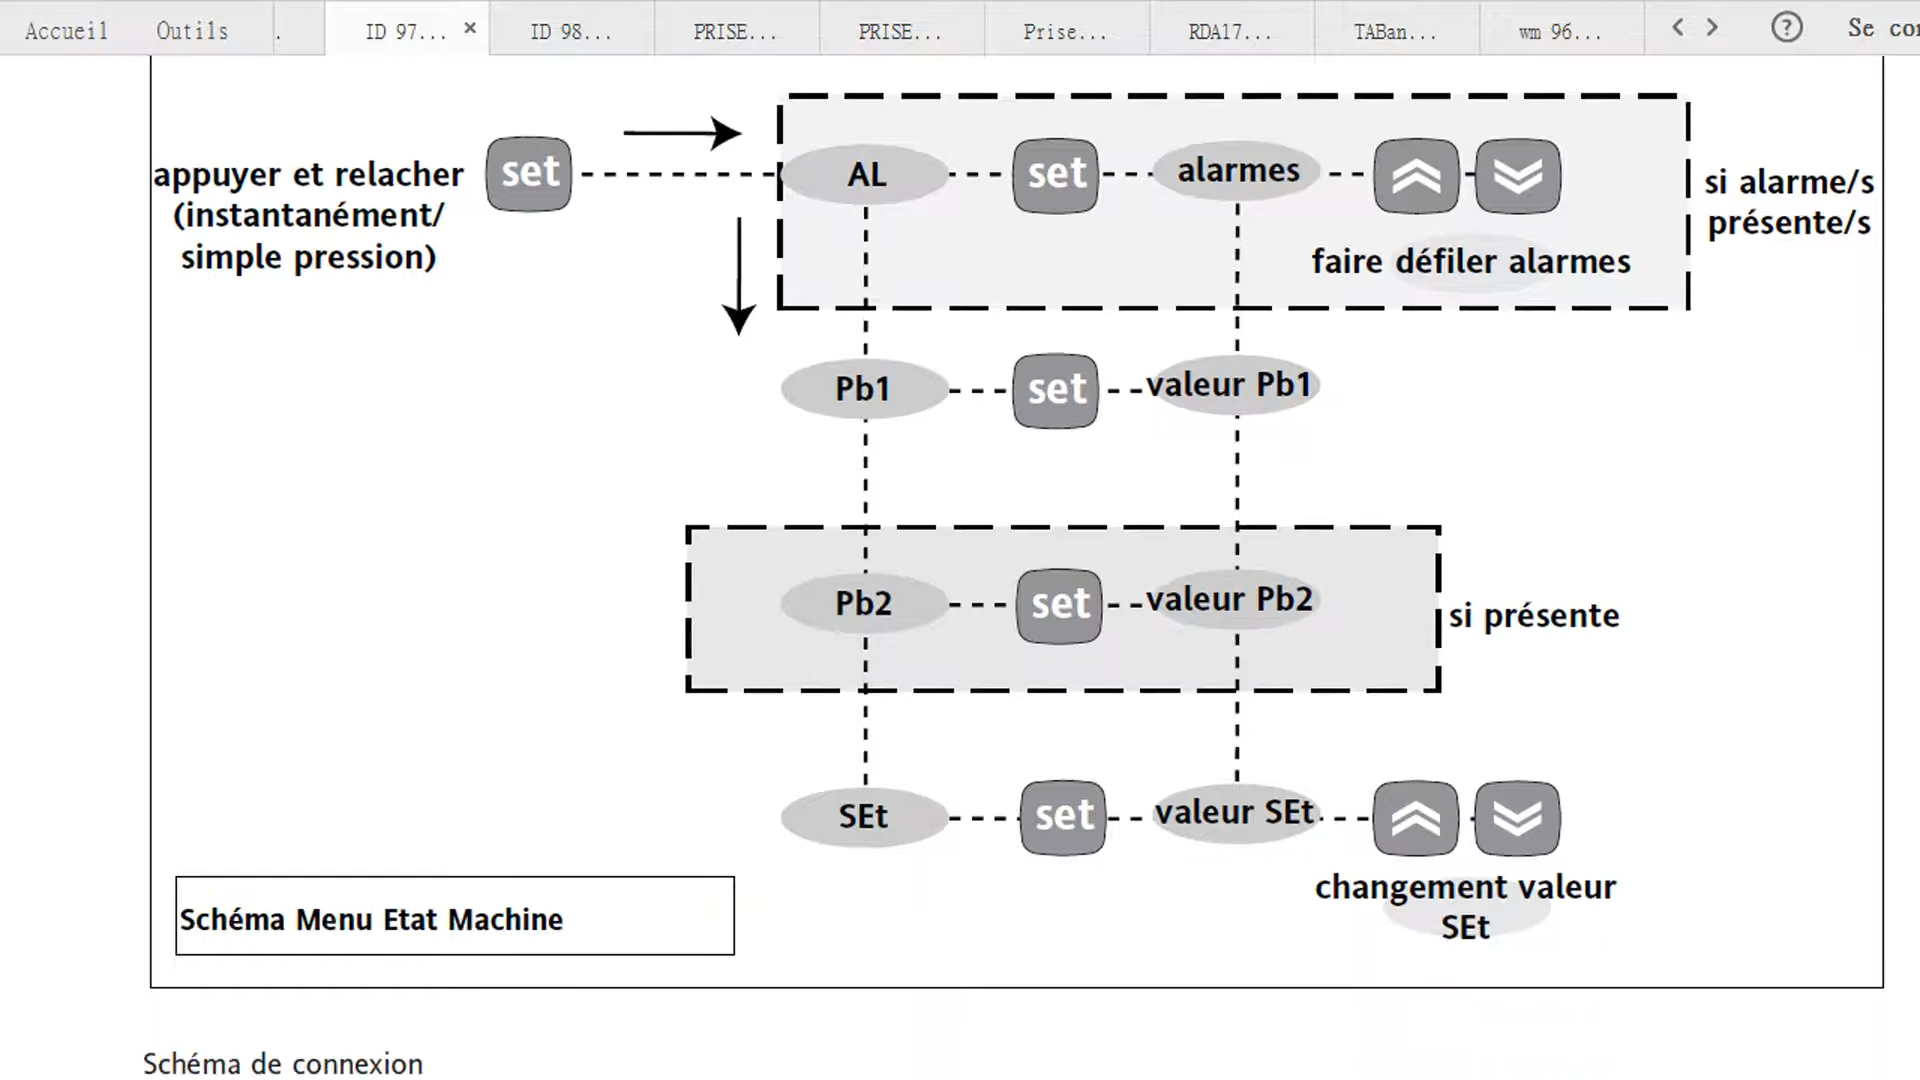 Accueil Outils . ID 97... × ID 98... PRISE... PRISE... Prise... RDA17... TABan... wm 96... < > ?
appuyer et relacher
(instantanément/
simple pression)
set AL set alarmes
si alarme/s
présente/s
faire défiler alarmes
Pb1 set valeur Pb1
Pb2 set valeur Pb2
si présente
SEt set valeur SEt
changement valeur
SEt
Schéma Menu Etat Machine
Schéma de connexion